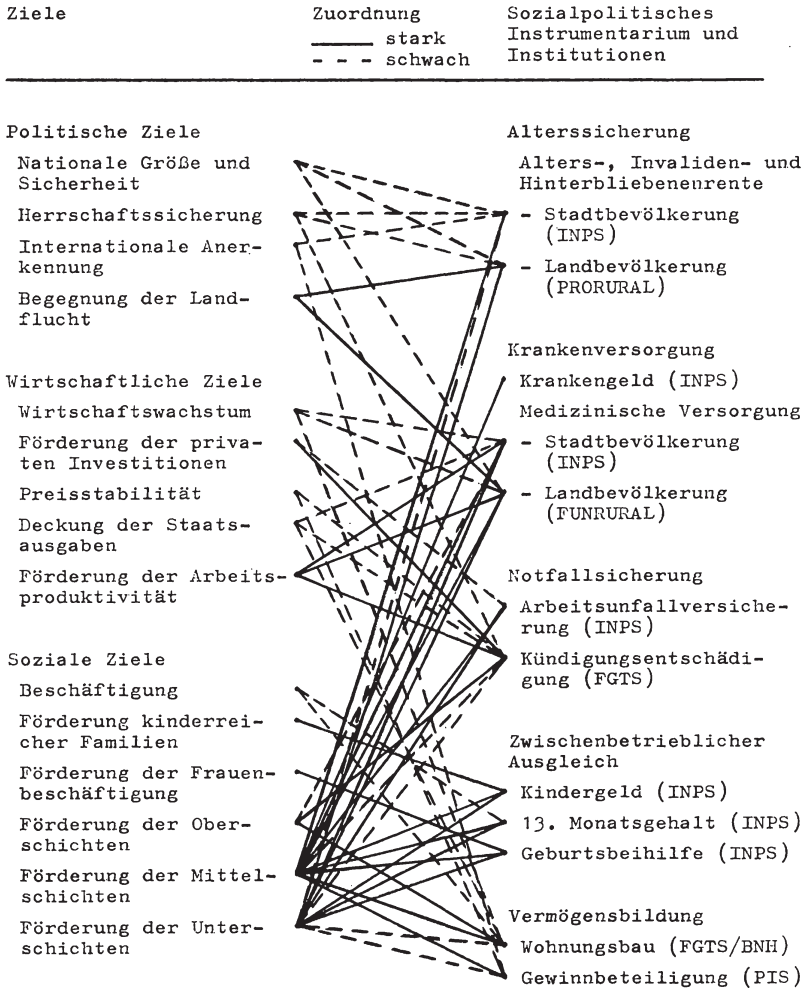 Ziele
Zuordnung
stark
schwach
Sozialpolitisches
Instrumentarium und
Institutionen
Politische Ziele
Nationale Größe und
Sicherheit
Herrschaftssicherung
Internationale Aner-
kennung
Begegnung der Land-
flucht
Wirtschaftliche Ziele
Wirtschaftswachstum
Förderung der priva-
ten Investitionen
Preisstabilität
Deckung der Staats-
ausgaben
Förderung der Arbeits-
produktivität
Soziale Ziele
Beschäftigung
Förderung kinderrei-
cher Familien
Förderung der Frauen-
beschäftigung
Förderung der Ober-
schichten
Förderung der Mittel-
schichten
Förderung der Unter-
schichten
Alterssicherung
Alters-, Invaliden- und
Hinterbliebenenrente
- Stadtbevölkerung
(INPS)
- Landbevölkerung
(PRORURAL)
Krankenversorgung
Krankengeld (INPS)
Medizinische Versorgung
- Stadtbevölkerung
(INPS)
- Landbevölkerung
(FUNRURAL)
Notfallsicherung
Arbeitsunfallversiche-
rung (INPS)
Kündigungsentschädi-
gung (FGTS)
Zwischenbetrieblicher
Ausgleich
Kindergeld (INPS)
13. Monatsgehalt (INPS)
Geburtsbeihilfe (INPS)
Vermögensbildung
Wohnungsbau (FGTS/BNH)
Gewinnbeteiligung (PIS)